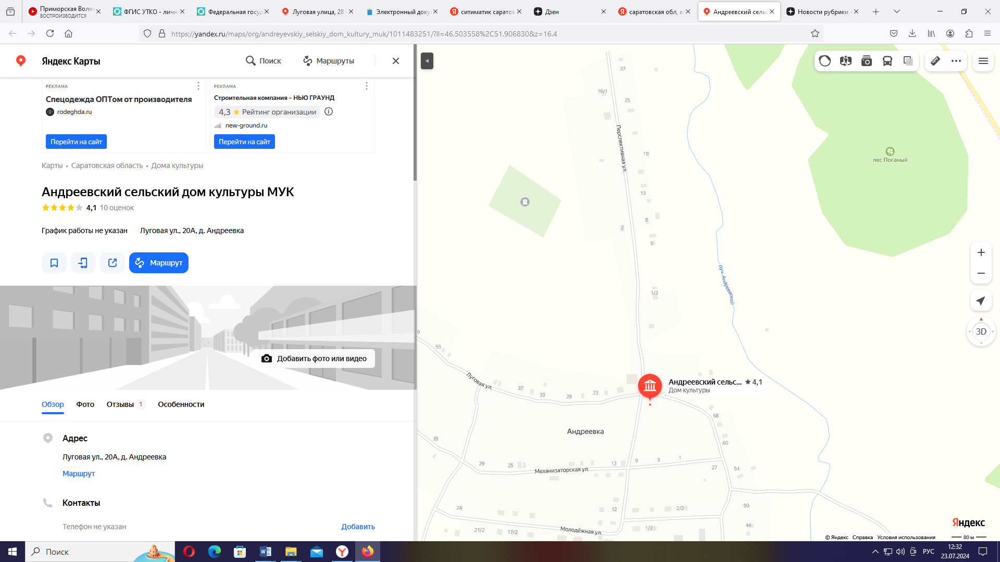 Приморская Волна
ВОСПРОИЗВОДИТСЯ
ФГИС УТКО - личн
Федеральная госуд
Луговая улица, 28 -
Электронный доку
ситиматик саратов
Дзен
саратовская обл, в
Андреевский сельс
Новости рубрики
https://yandex.ru/maps/org/andreyevskiy_selskiy_dom_kultury_muk/1011483251/?ll=46.503558%2C51.906830&z=16.4
Яндекс Карты
Поиск
Маршруты
РЕКЛАМА
Спецодежда ОПТом от производителя
rodeghda.ru
Перейти на сайт
РЕКЛАМА
Строительная компания – НЬЮ ГРАУНД
4,3 Рейтинг организации
new-ground.ru
Перейти на сайт
Карты • Саратовская область • Дома культуры
Андреевский сельский дом культуры МУК
4,1 10 оценок
График работы не указан
Луговая ул., 20А, д. Андреевка
Маршрут
Добавить фото или видео
Обзор
Фото
Отзывы 1
Особенности
Адрес
Луговая ул., 20А, д. Андреевка
Маршрут
Контакты
Телефон не указан
Добавить
27
16/1
25
Перспективная ул.
19
13
9
2
5
1/2
руч. Андреевский
лес Поганый
3D
9
55
Луговая ул.
37
33
29
23
Андреевский сельс... ★ 4,1
Дом культуры
68
Андреевка
60
35
29
25
13
9
5
1
27
54
Механизаторская ул.
24
12
2/2
50
44
21/2
17/2
Молодёжная ул.
1/2
Яндекс
© Яндекс Справка Условия использования
80 м
Поиск
РУС
12:32
23.07.2024